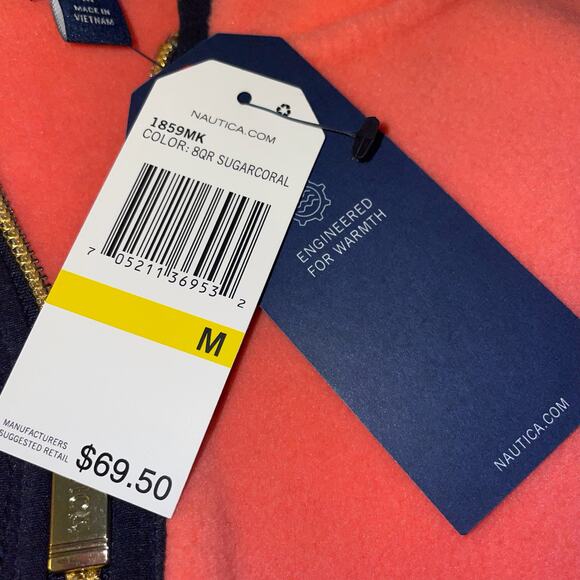 MADE IN
VIETNAM
NAUTICA.COM
1859MK
COLOR: 8QR SUGARCORAL
7 05211 36953 2
M
MANUFACTURERS
SUGGESTED RETAIL
$69.50
ENGINEERED
FOR WARMTH
NAUTICA.COM